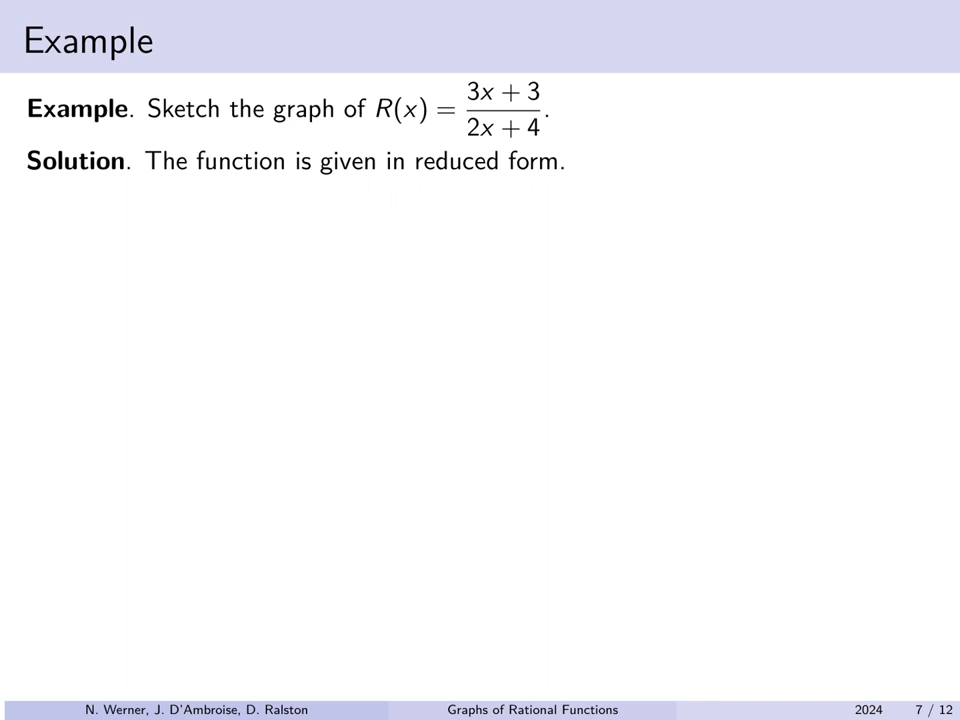 Example
Example. Sketch the graph of R(x) = (3x + 3)/(2x + 4).
Solution. The function is given in reduced form.
N. Werner, J. D'Ambroise, D. Ralston Graphs of Rational Functions 2024 7 / 12